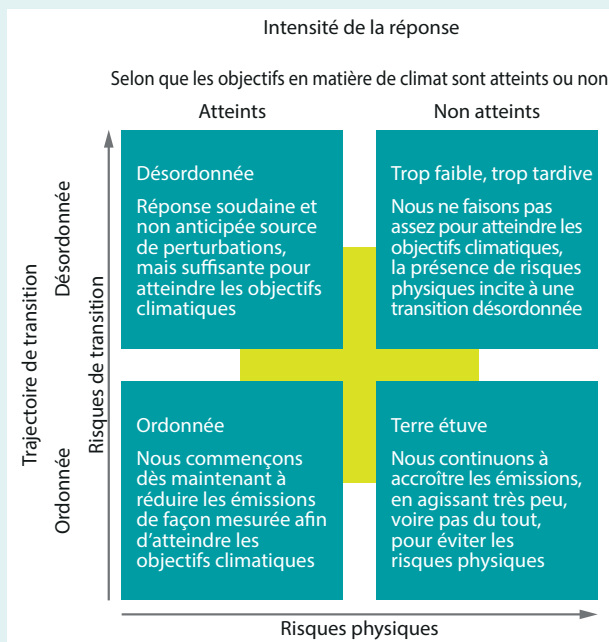 Intensité de la réponse
Selon que les objectifs en matière de climat sont atteints ou non
Atteints
Non atteints
Trajectoire de transition
Désordonnée
Ordonnée
Risques de transition
Désordonnée
Réponse soudaine et
non anticipée source
de perturbations,
mais suffisante pour
atteindre les objectifs
climatiques
Trop faible, trop tardive
Nous ne faisons pas
assez pour atteindre les
objectifs climatiques,
la présence de risques
physiques incite à une
transition désordonnée
Ordonnée
Nous commençons
dès maintenant à
réduire les émissions
de façon mesurée afin
d’atteindre les
objectifs climatiques
Terre étuve
Nous continuons à
accroître les émissions,
en agissant très peu,
voire pas du tout,
pour éviter les
risques physiques
Risques physiques